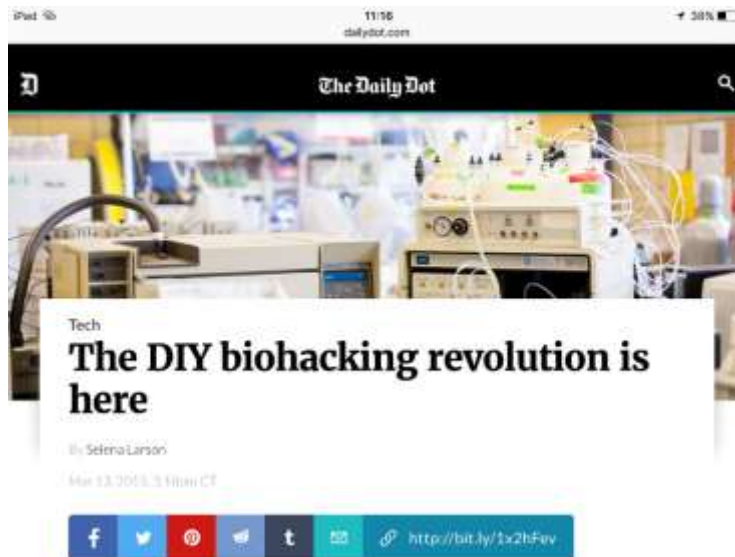 iPad 11:16 38%
dailydot.com
D The Daily Dot
Tech
The DIY biohacking revolution is
here
By Selena Larson
f t http://bit.ly/1x2hFev